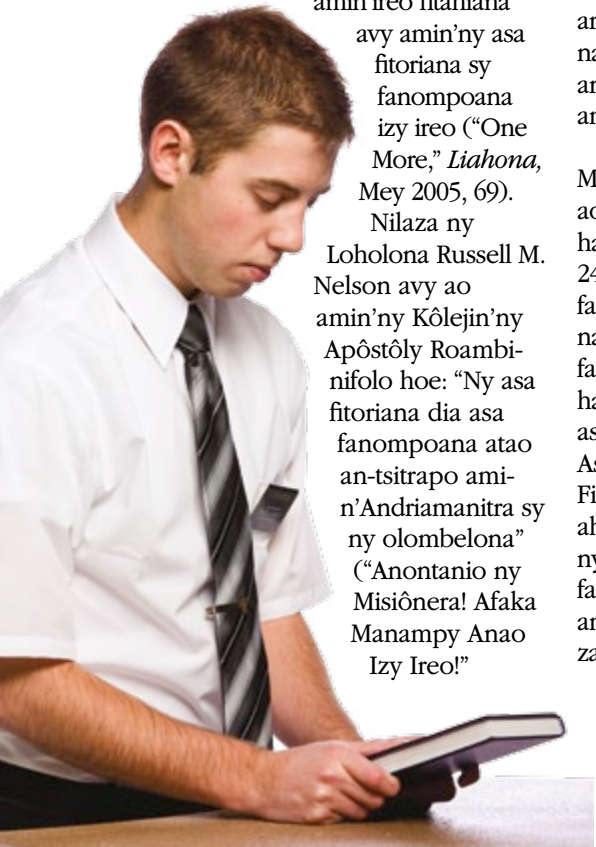 amin'ireo fitahiana
avy amin'ny asa
fitoriana sy
fanompoana
izy ireo (“One
More,” Liahona,
Mey 2005, 69).
Nilaza ny
Loholona Russell M.
Nelson avy ao
amin'ny Kôlejin'ny
Apôstôly Roambi-
nifolo hoe: “Ny asa
fitoriana dia asa
fanompoana atao
an-tsitrapo ami-
n'Andriamanitra sy
ny olombelona”
(“Anontanio ny
Misiônera! Afaka
Manampy Anao
Izy Ireo!”